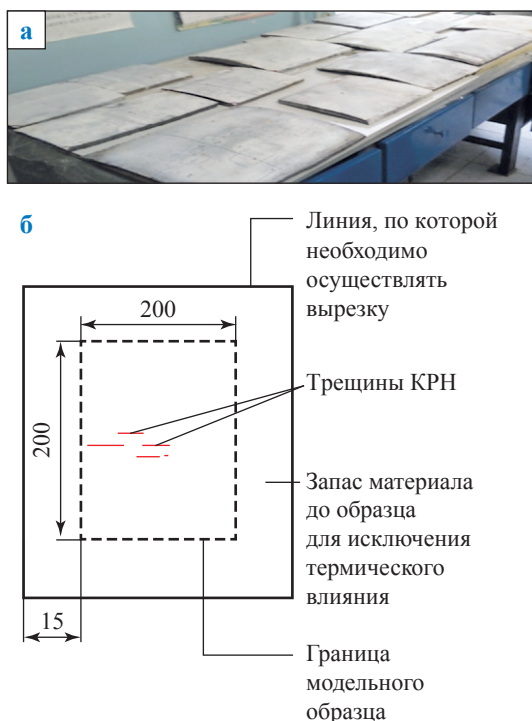 а
б
Линия, по которой
необходимо
осуществлять
вырезку
200
Трещины КРН
200
Запас материала
до образца
для исключения
термического
влияния
15
Граница
модельного
образца